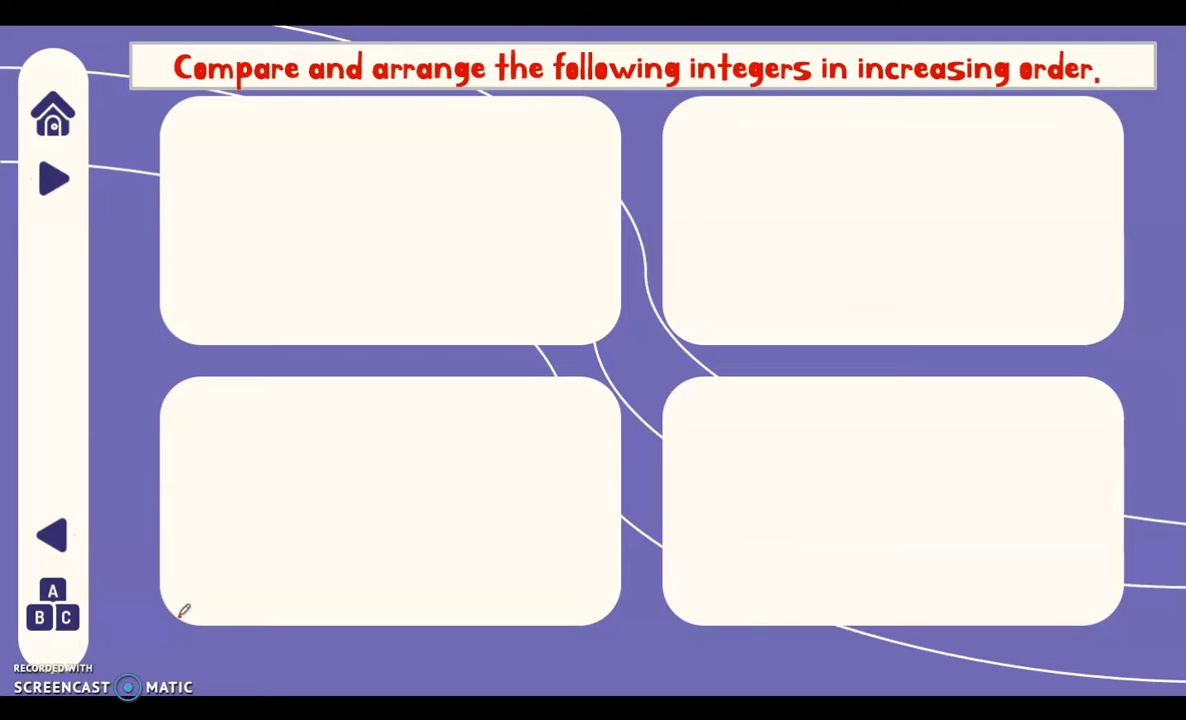 Compare and arrange the following integers in increasing order.
A
B C
RECORDED WITH
SCREENCAST MATIC